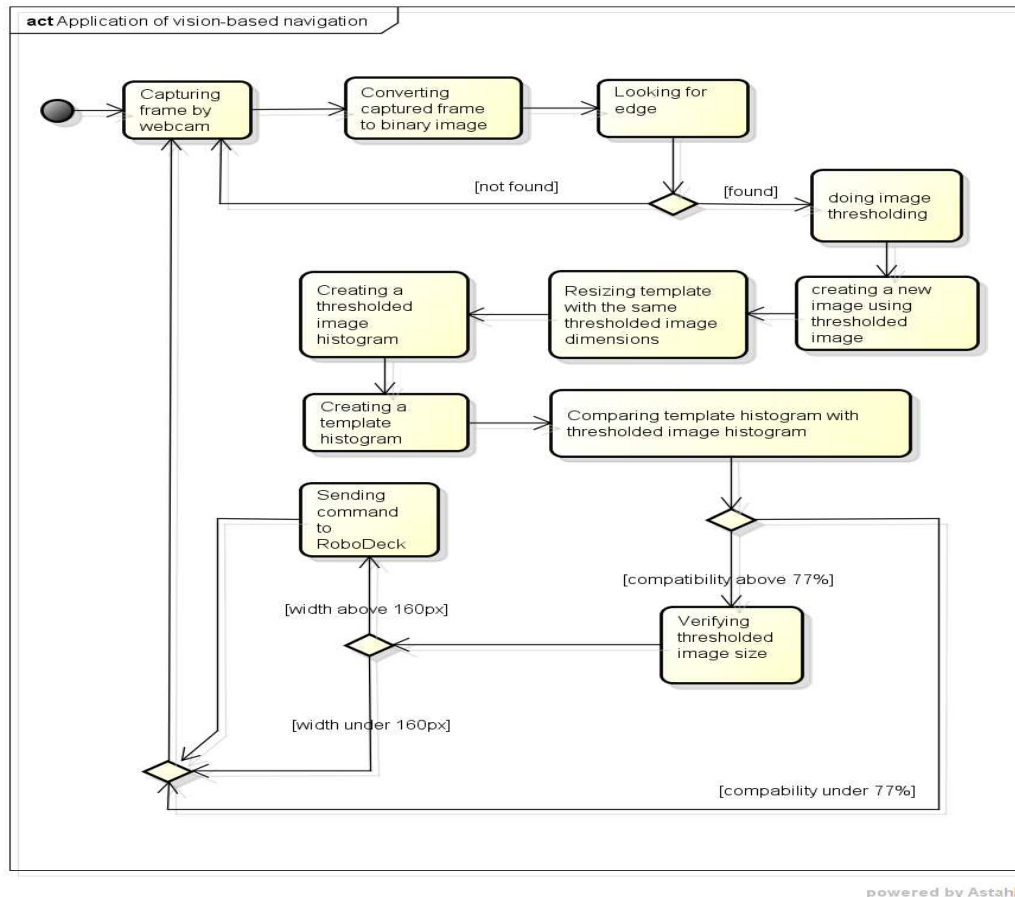 act Application of vision-based navigation
Capturing
frame by
webcam
Converting
captured frame
to binary image
Looking for
edge
[not found]
[found]
doing image
thresholding
creating a new
image using
thresholded
image
Resizing template
with the same
thresholded image
dimensions
Creating a
thresholded
image
histogram
Creating a
template
histogram
Comparing template histogram with
thresholded image histogram
Sending
command
to
RoboDeck
[compatibility above 77%]
[width above 160px]
Verifying
thresholded
image size
[width under 160px]
[compability under 77%]
powered by Astah